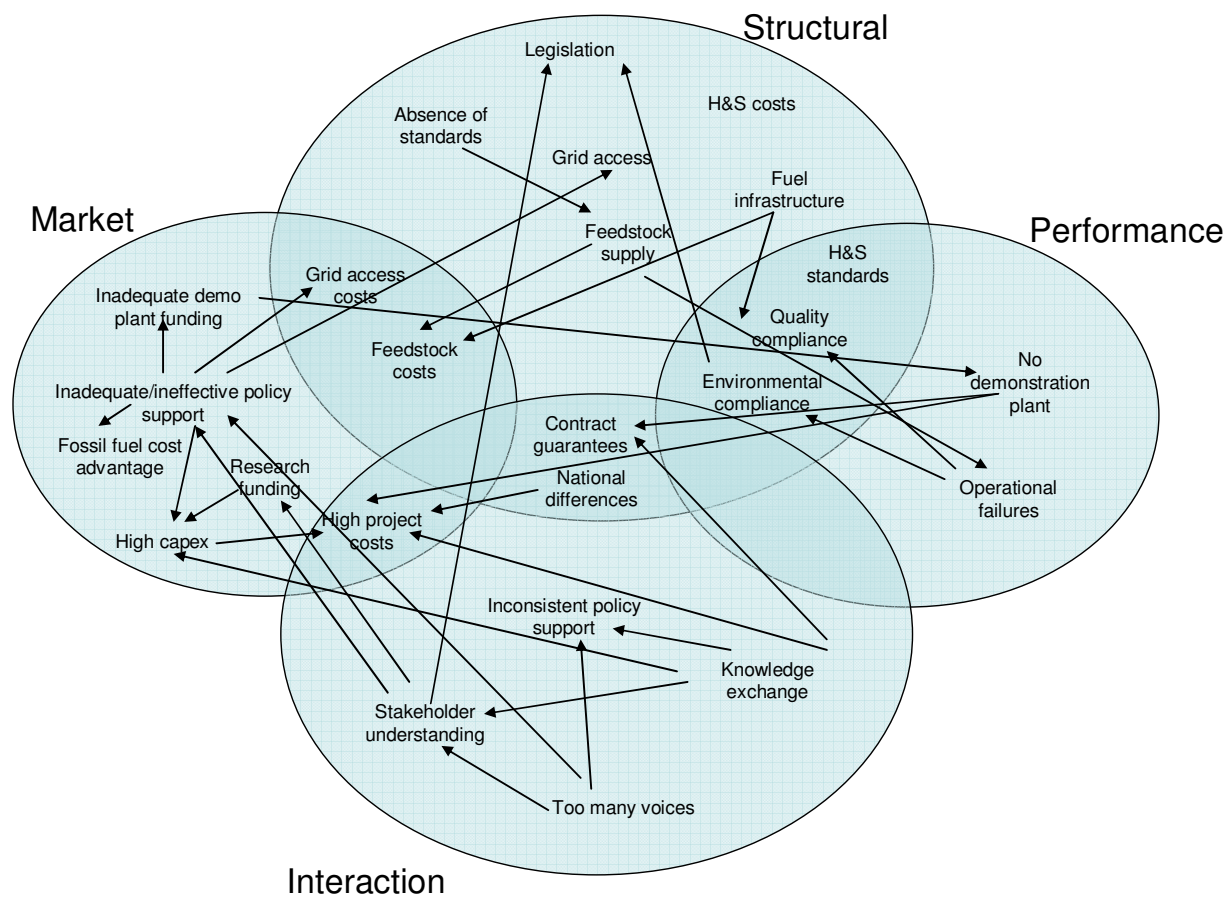 Structural
Legislation
H&S costs
Absence of
standards
Grid access
Fuel
infrastructure
Market
Performance
Feedstock
supply
H&S
standards
Grid access
costs
Inadequate demo
plant funding
Quality
compliance
Feedstock
costs
No
demonstration
plant
Inadequate/ineffective policy
support
Environmental
compliance
Contract
guarantees
Fossil fuel cost
advantage
Research
funding
National
differences
Operational
failures
High project
costs
High capex
Inconsistent policy
support
Knowledge
exchange
Stakeholder
understanding
Too many voices
Interaction